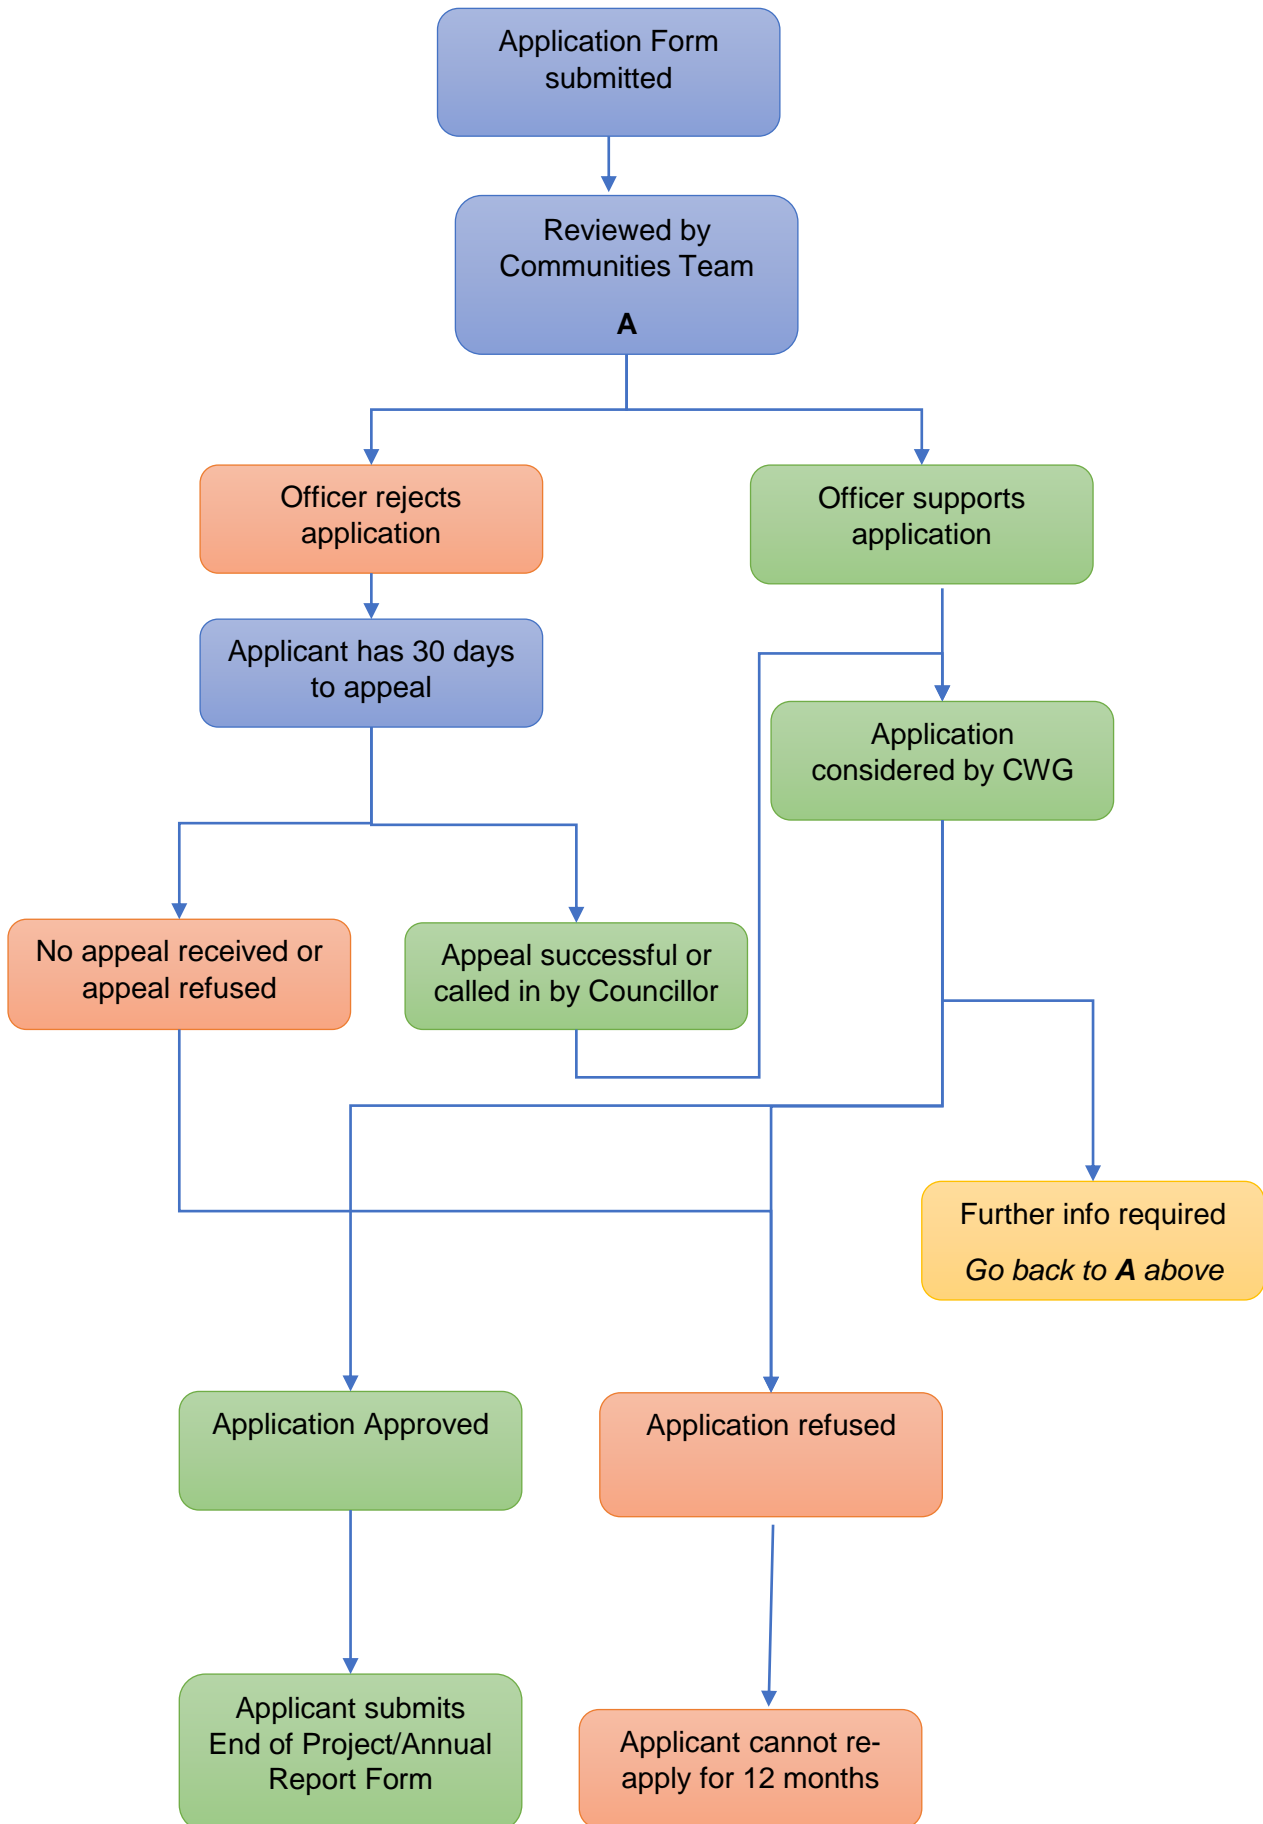 Application Form
submitted
Reviewed by
Communities Team
A
Officer rejects
application
Officer supports
application
Applicant has 30 days
to appeal
Application
considered by CWG
No appeal received or
appeal refused
Appeal successful or
called in by Councillor
Further info required
Go back to A above
Application Approved
Application refused
Applicant submits
End of Project/Annual
Report Form
Applicant cannot re-
apply for 12 months